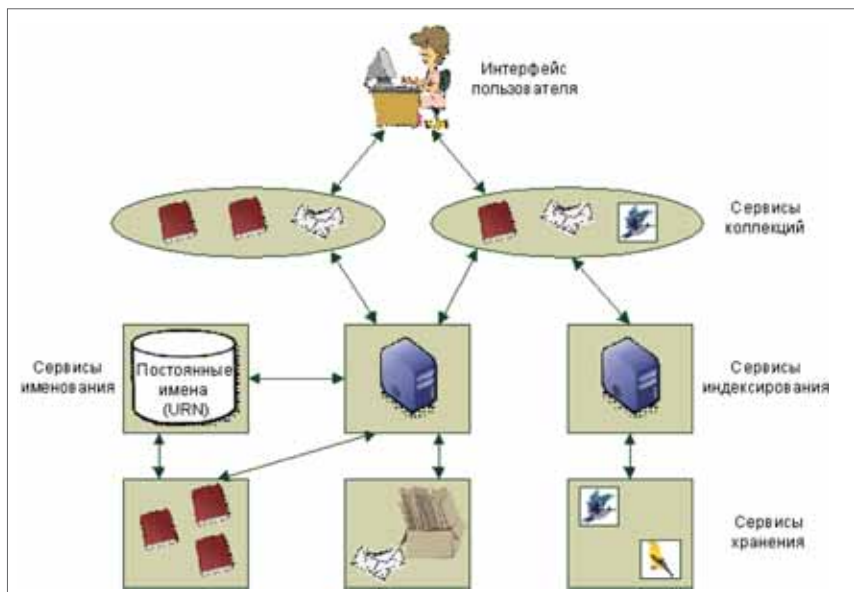 Интерфейс
пользователя
Сервисы
коллекций
Сервисы
именования
Постоянные
имена
(URN)
Сервисы
индексирования
Сервисы
хранения